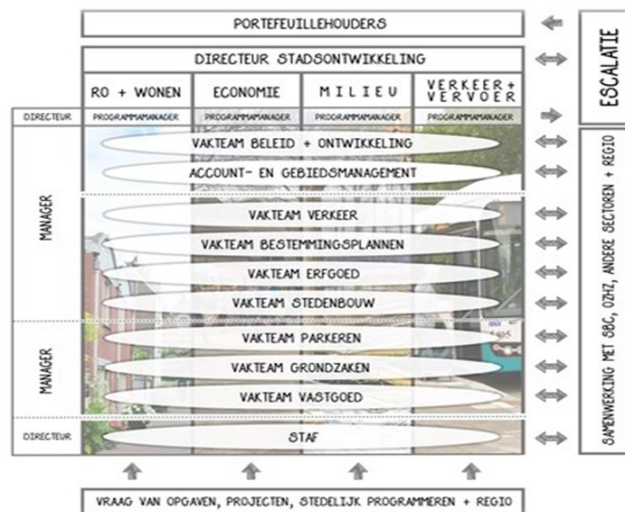 PORTEFEUILLEHOUDERS
DIRECTEUR STADSONTWIKKELING
ESCALATIE
RO + WONEN
ECONOMIE
MILIEU
VERKEER+
VERVOER
DIRECTEUR
PROGRAMMAMANAGER
PROGRAMMAMANAGER
PROGRAMMAMANAGER
PROGRAMMAMANAGER
MANAGER
VAKTEAM BELEID + ONTWIKKELING
ACCOUNT- EN GEBIEDSMANAGEMENT
VAKTEAM VERKEER
VAKTEAM BESTEMMINGSPLANNEN
VAKTEAM ERFGOED
VAKTEAM STEDENBOUW
MANAGER
VAKTEAM PARKEREN
VAKTEAM GRONDZAKEN
VAKTEAM VASTGOED
DIRECTEUR
STAF
SAMENWERKING MET GBC, OZHZ, ANDERE SECTOREN + REGIO
VRAAG VAN OPGAVEN, PROJECTEN, STEDELIJK PROGRAMMEREN + REGIO